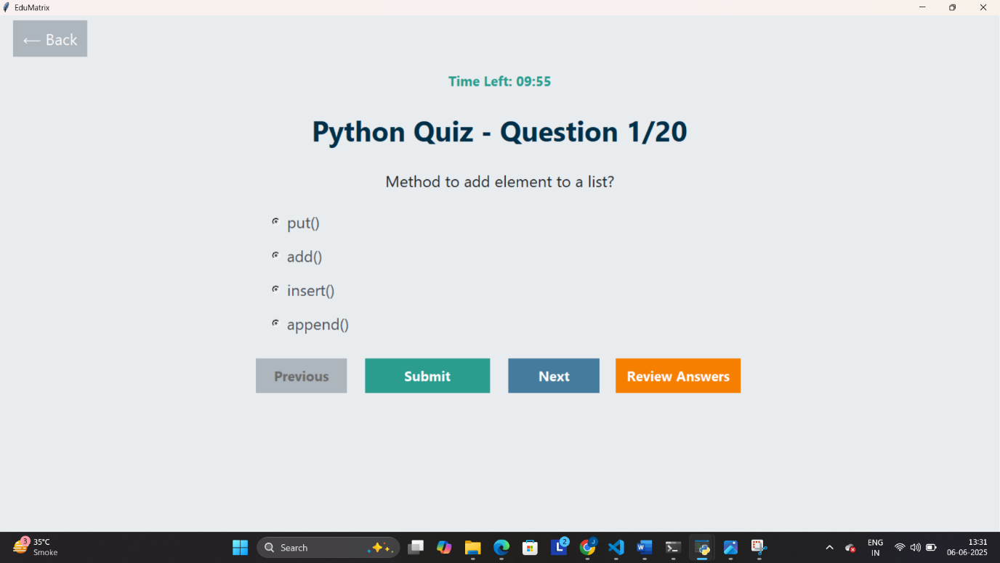 EduMatrix
← Back
Time Left: 09:55
Python Quiz - Question 1/20
Method to add element to a list?
put()
add()
insert()
append()
Previous Submit Next Review Answers
3 35°C
Smoke
Search
2
J
ENG
IN
13:31
06-06-2025